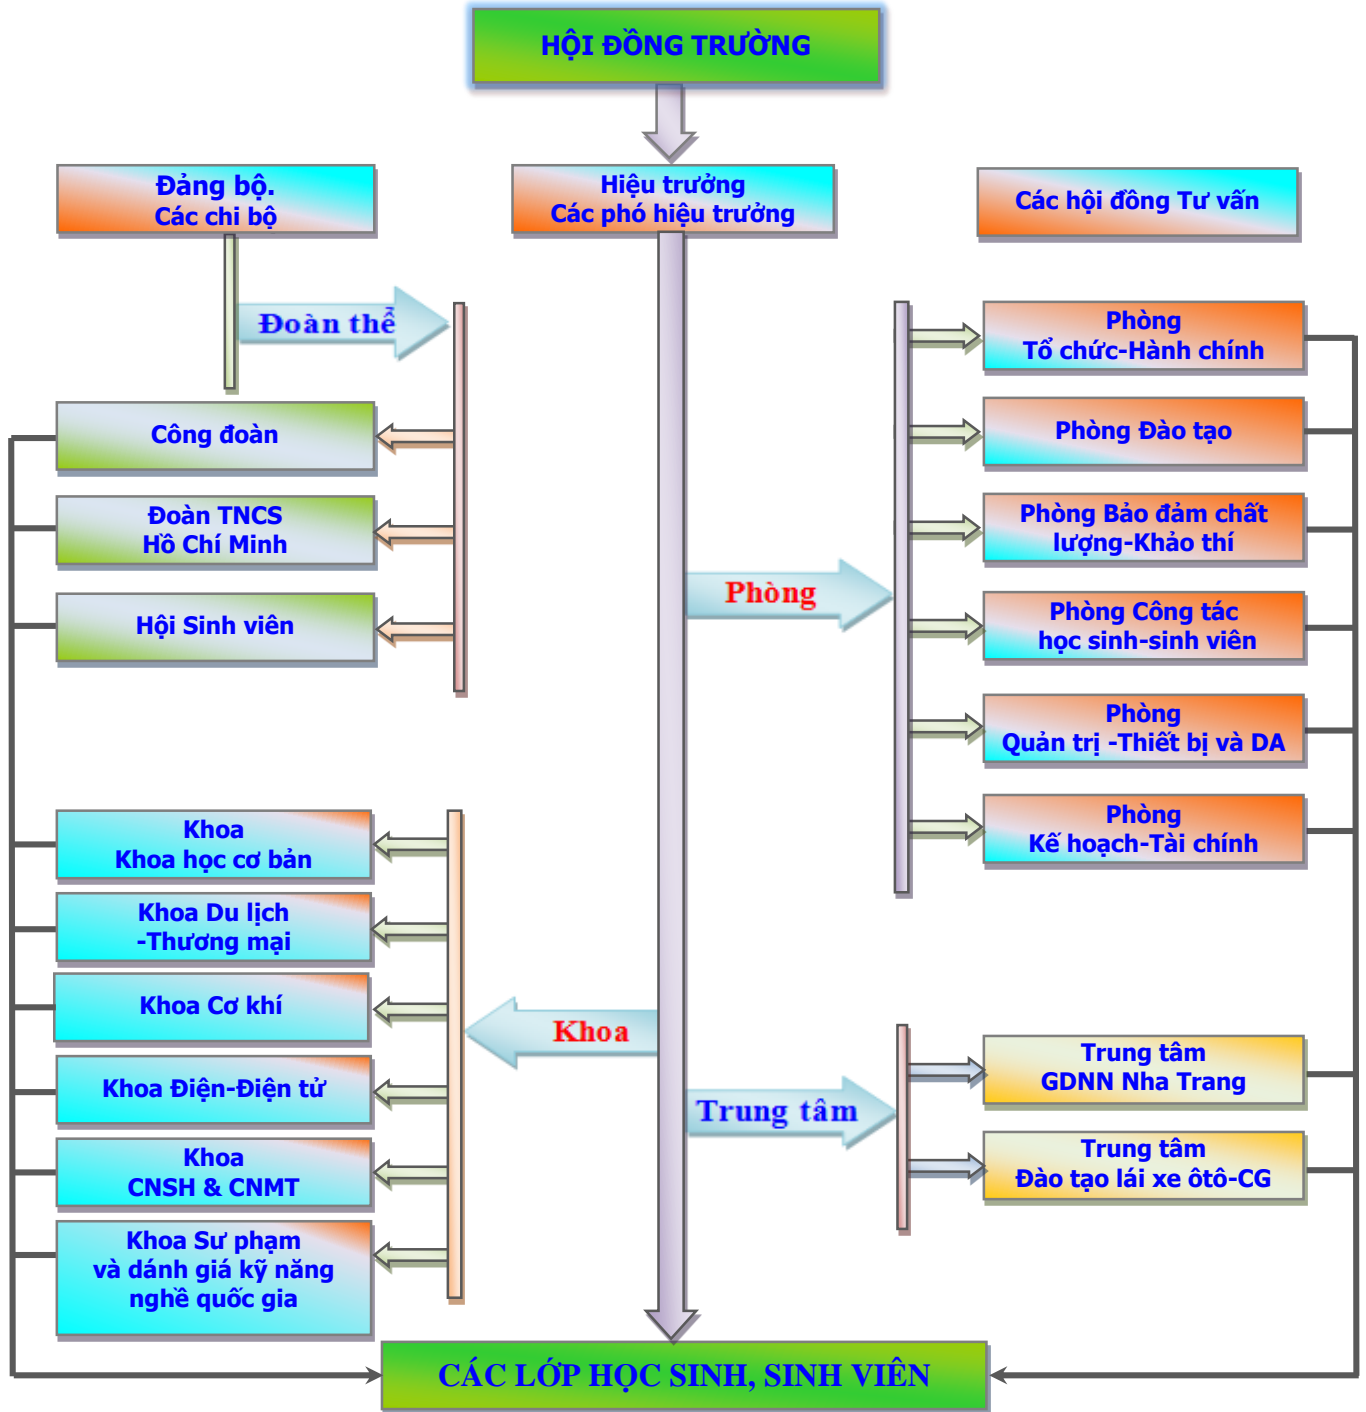 HỘI ĐỒNG TRƯỜNG
Đảng bộ.
Các chi bộ
Hiệu trưởng
Các phó hiệu trưởng
Các hội đồng Tư vấn
Đoàn thể
Công đoàn
Đoàn TNCS
Hồ Chí Minh
Hội Sinh viên
Phòng
Phòng
Tổ chức-Hành chính
Phòng Đào tạo
Phòng Bảo đảm chất
lượng-Khảo thí
Phòng Công tác
học sinh-sinh viên
Phòng
Quản trị -Thiết bị và DA
Phòng
Kế hoạch-Tài chính
Khoa
Khoa
Khoa học cơ bản
Khoa Du lịch
-Thương mại
Khoa Cơ khí
Khoa Điện-Điện tử
Khoa
CNSH & CNMT
Khoa Sư phạm
và dánh giá kỹ năng
nghề quốc gia
Trung tâm
Trung tâm
GDNN Nha Trang
Trung tâm
Đào tạo lái xe ôtô-CG
CÁC LỚP HỌC SINH, SINH VIÊN